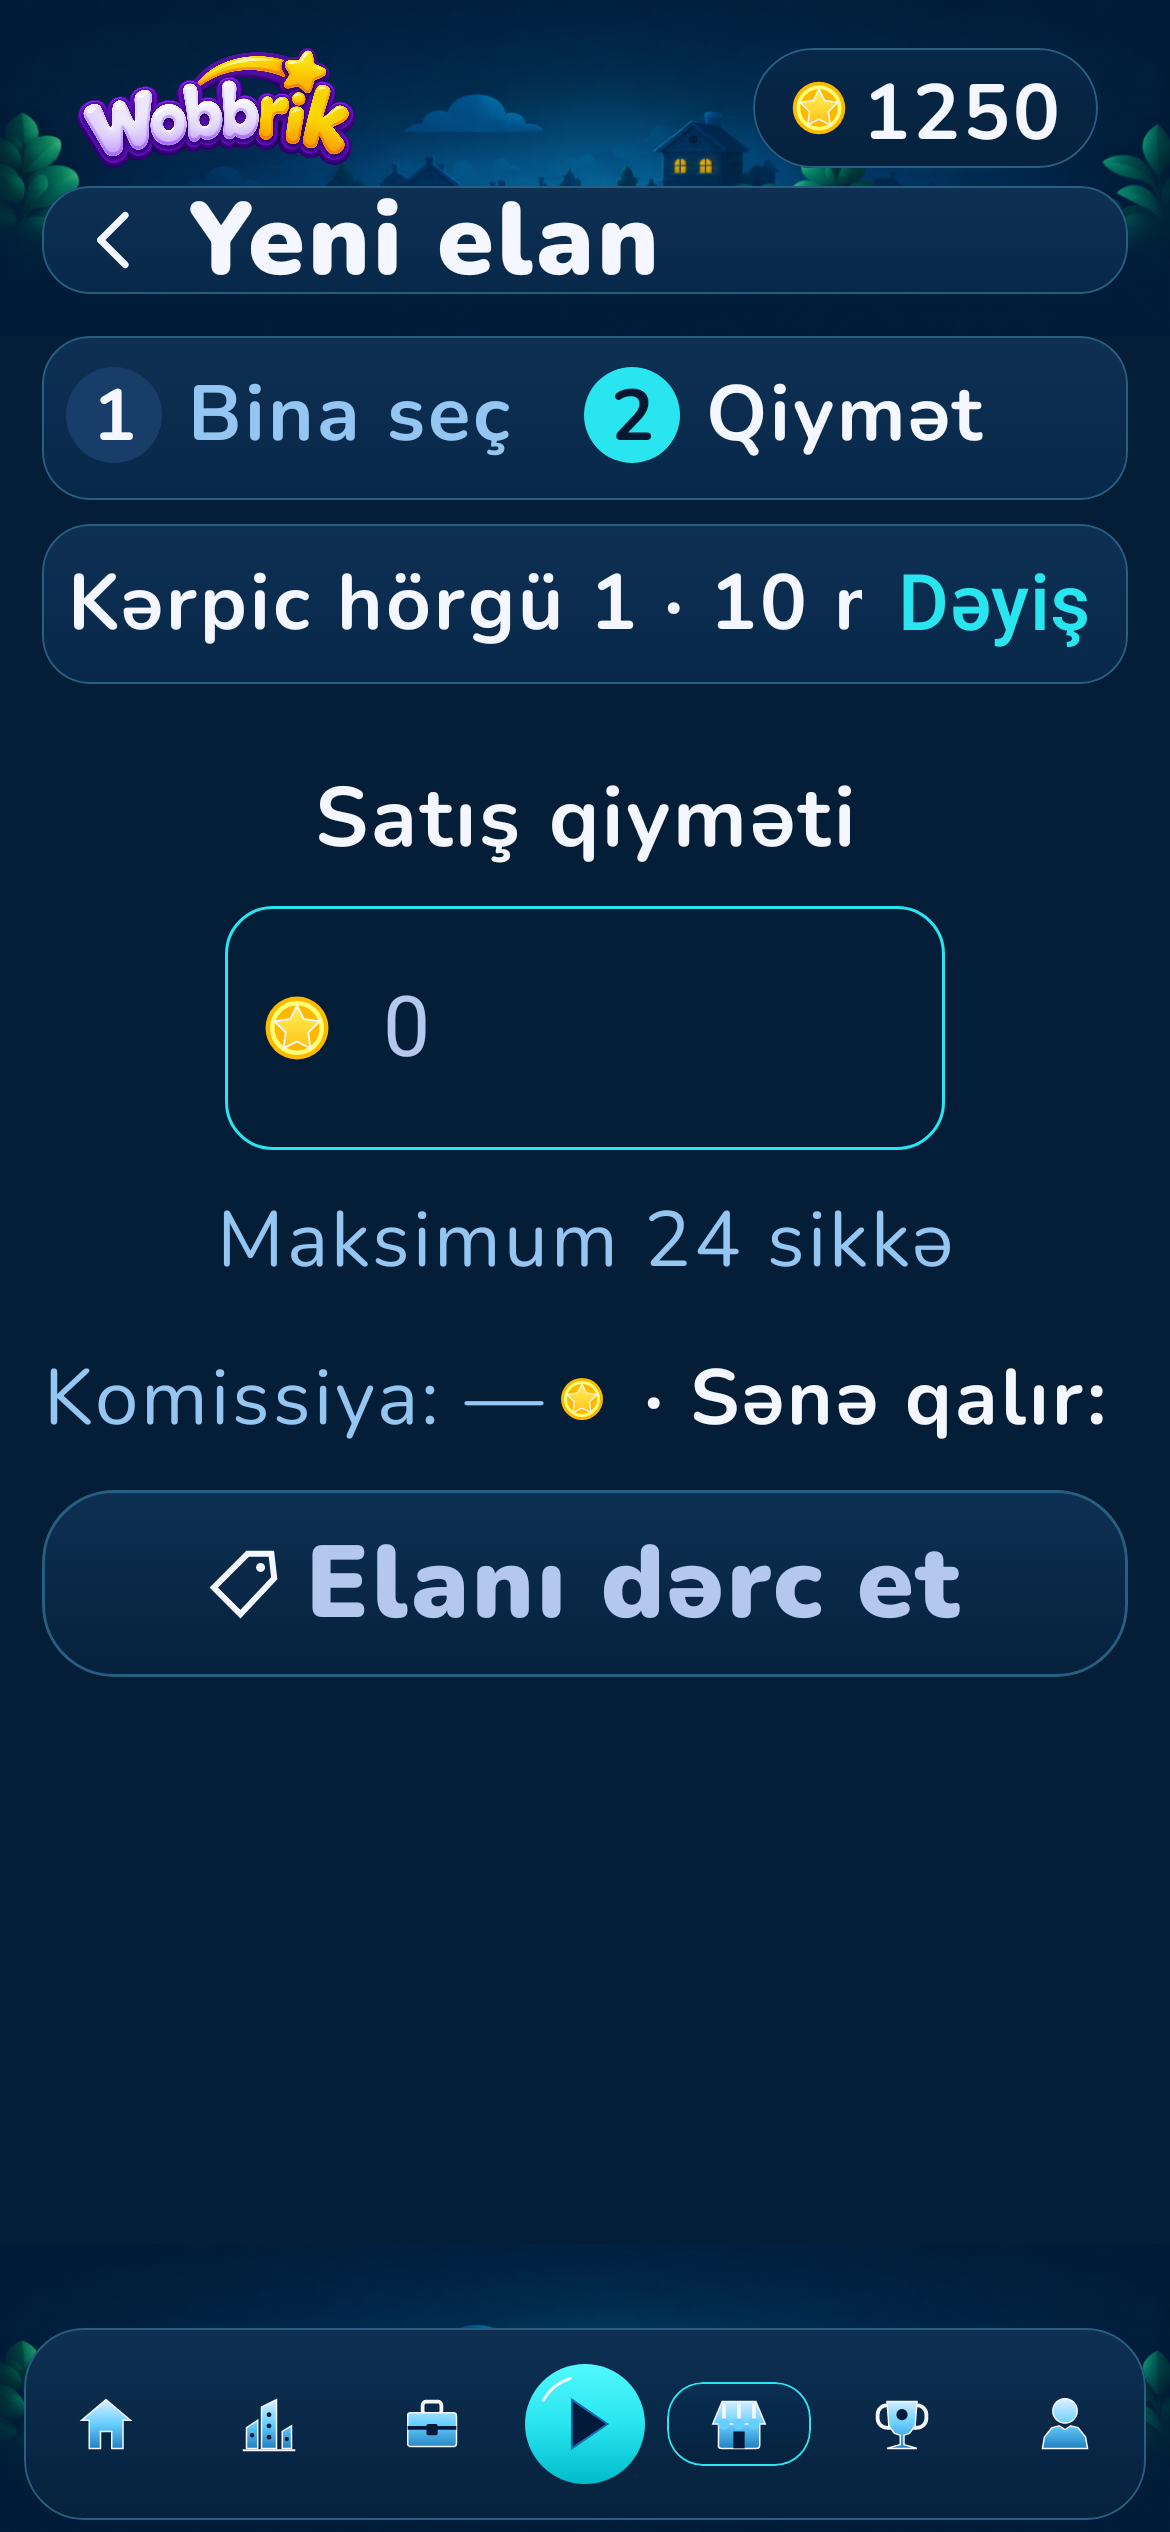 Wobbrik
1250
Yeni elan
1 Bina seç 2 Qiymət
Kərpic hörgü 1 · 10 r Dəyiş
Satış qiyməti
0
Maksimum 24 sikkə
Komissiya: — · Sənə qalır:
Elanı dərc et